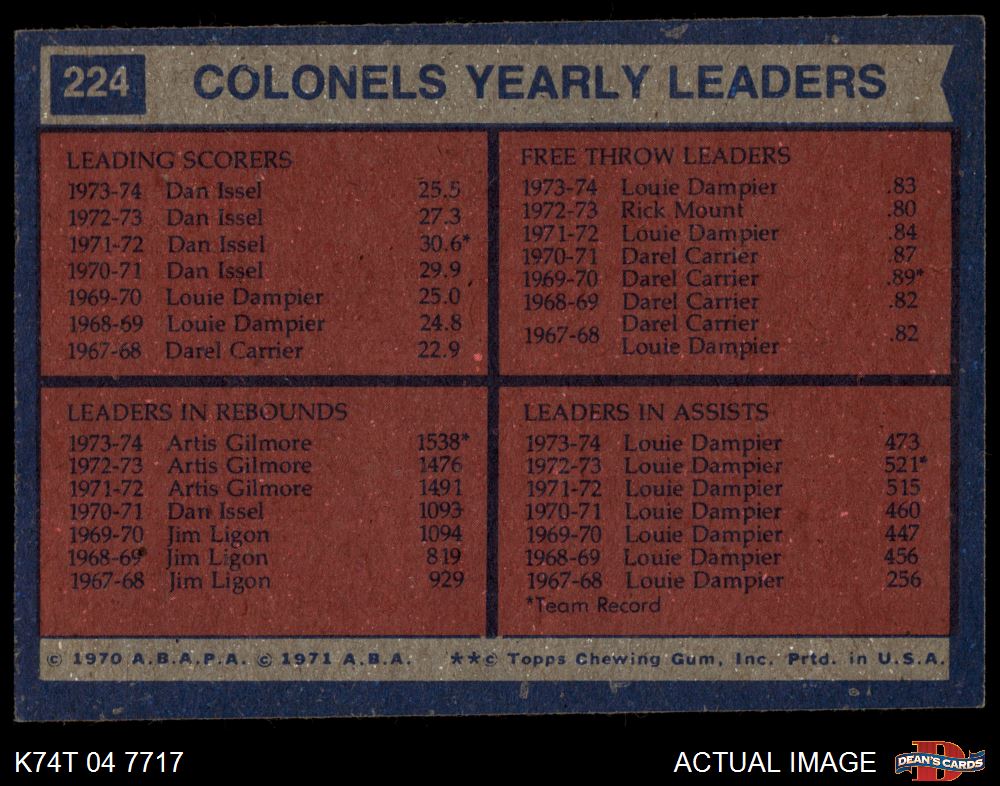 224 COLONELS YEARLY LEADERS
LEADING SCORERS
1973-74 Dan Issel 25.5
1972-73 Dan Issel 27.3
1971-72 Dan Issel 30.6*
1970-71 Dan Issel 29.9
1969-70 Louie Dampier 25.0
1968-69 Louie Dampier 24.8
1967-68 Darel Carrier 22.9
FREE THROW LEADERS
1973-74 Louie Dampier .83
1972-73 Rick Mount .80
1971-72 Louie Dampier .84
1970-71 Darel Carrier .87
1969-70 Darel Carrier .89*
1968-69 Darel Carrier .82
Darel Carrier
1967-68 .82
Louie Dampier
LEADERS IN REBOUNDS
1973-74 Artis Gilmore 1538*
1972-73 Artis Gilmore 1476
1971-72 Artis Gilmore 1491
1970-71 Dan Issel 1093
1969-70 Jim Ligon 1094
1968-69 Jim Ligon 819
1967-68 Jim Ligon 929
LEADERS IN ASSISTS
1973-74 Louie Dampier 473
1972-73 Louie Dampier 521*
1971-72 Louie Dampier 515
1970-71 Louie Dampier 460
1969-70 Louie Dampier 447
1968-69 Louie Dampier 456
1967-68 Louie Dampier 256
*Team Record
© 1970 A.B.A.P.A. © 1971 A.B.A. **© Topps Chewing Gum, Inc. Prtd. in U.S.A.
K74T 04 7717 ACTUAL IMAGE
D
DEAN'S CARDS